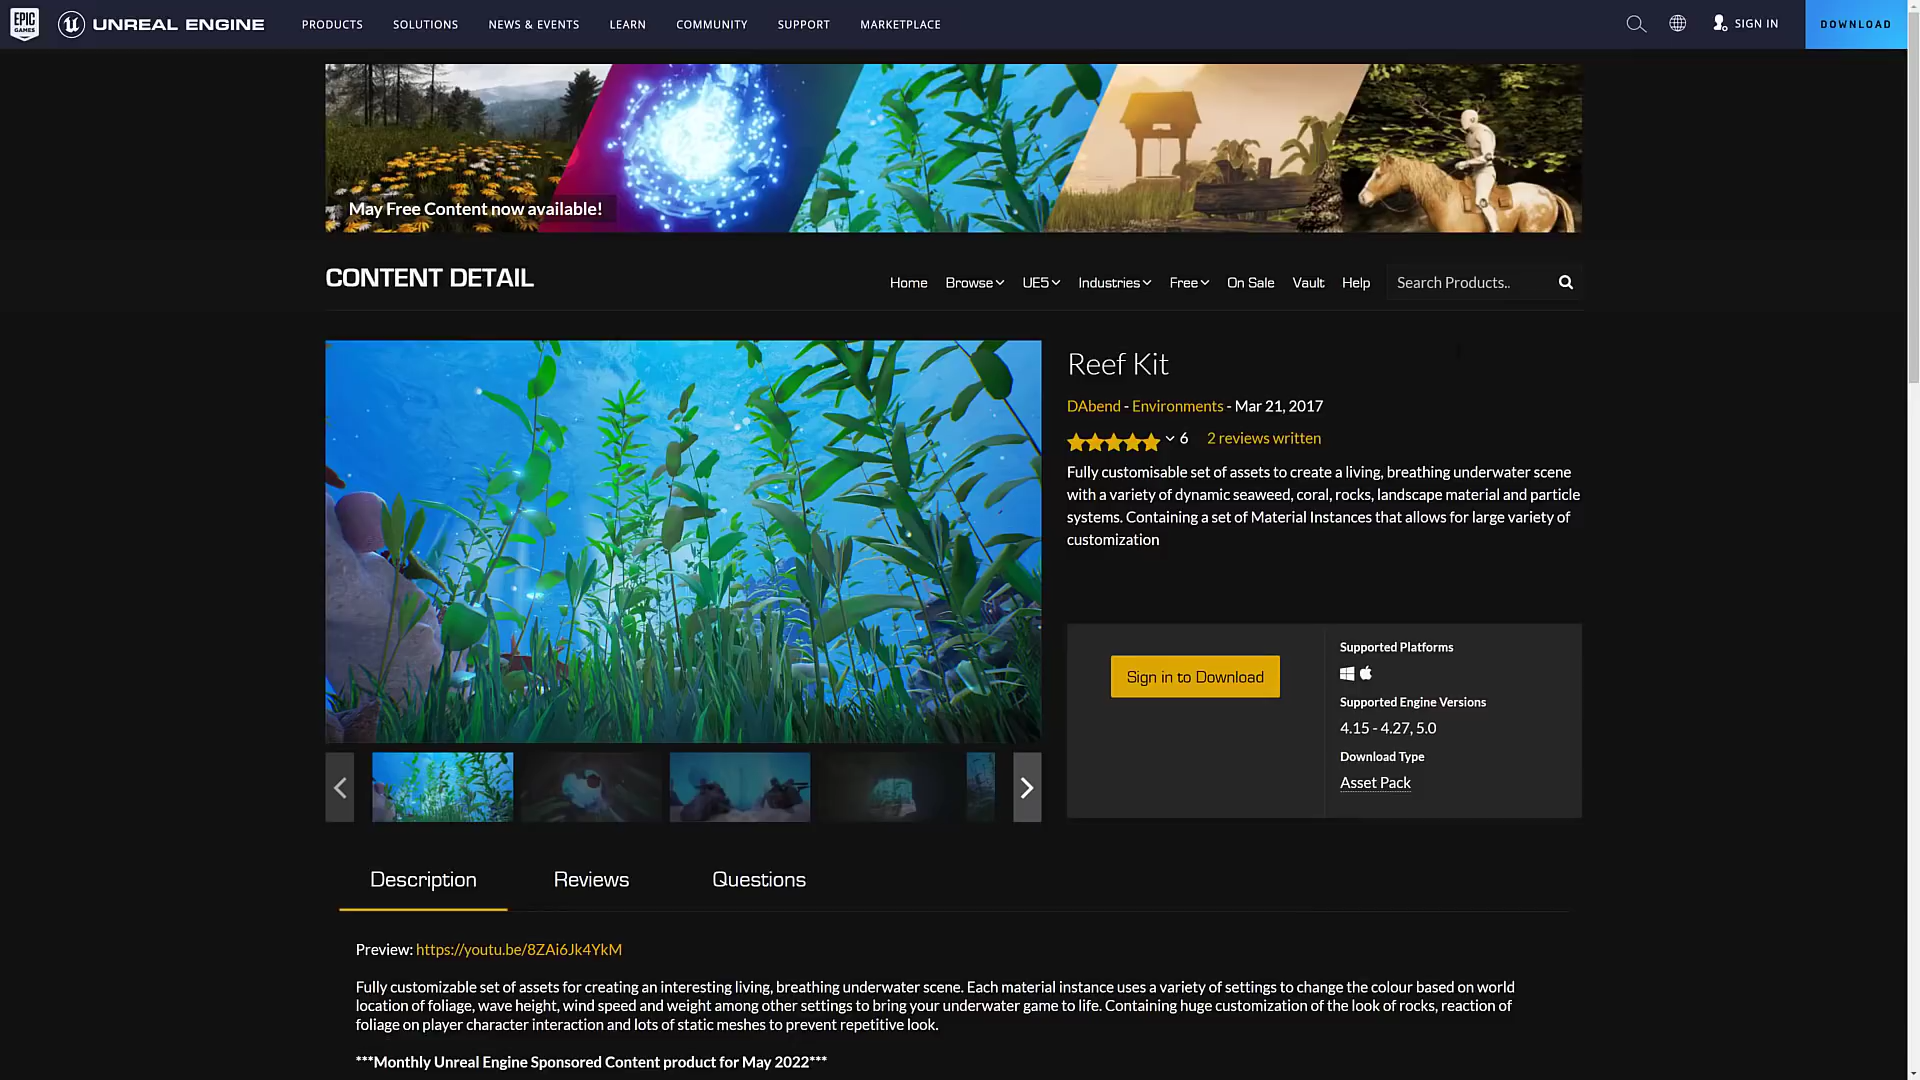 EPIC GAMES UNREAL ENGINE PRODUCTS SOLUTIONS NEWS & EVENTS LEARN COMMUNITY SUPPORT MARKETPLACE SIGN IN DOWNLOAD
May Free Content now available!
CONTENT DETAIL
Home Browse UE5 Industries Free On Sale Vault Help Search Products..
Reef Kit
DAbend - Environments - Mar 21, 2017
6 2 reviews written
Fully customisable set of assets to create a living, breathing underwater scene
with a variety of dynamic seaweed, coral, rocks, landscape material and particle
systems. Containing a set of Material Instances that allows for large variety of
customization
Sign in to Download
Supported Platforms
Supported Engine Versions
4.15 - 4.27, 5.0
Download Type
Asset Pack
Description Reviews Questions
Preview: https://youtu.be/8ZAi6Jk4YkM
Fully customizable set of assets for creating an interesting living, breathing underwater scene. Each material instance uses a variety of settings to change the colour based on world
location of foliage, wave height, wind speed and weight among other settings to bring your underwater game to life. Containing huge customization of the look of rocks, reaction of
foliage on player character interaction and lots of static meshes to prevent repetitive look.
***Monthly Unreal Engine Sponsored Content product for May 2022***